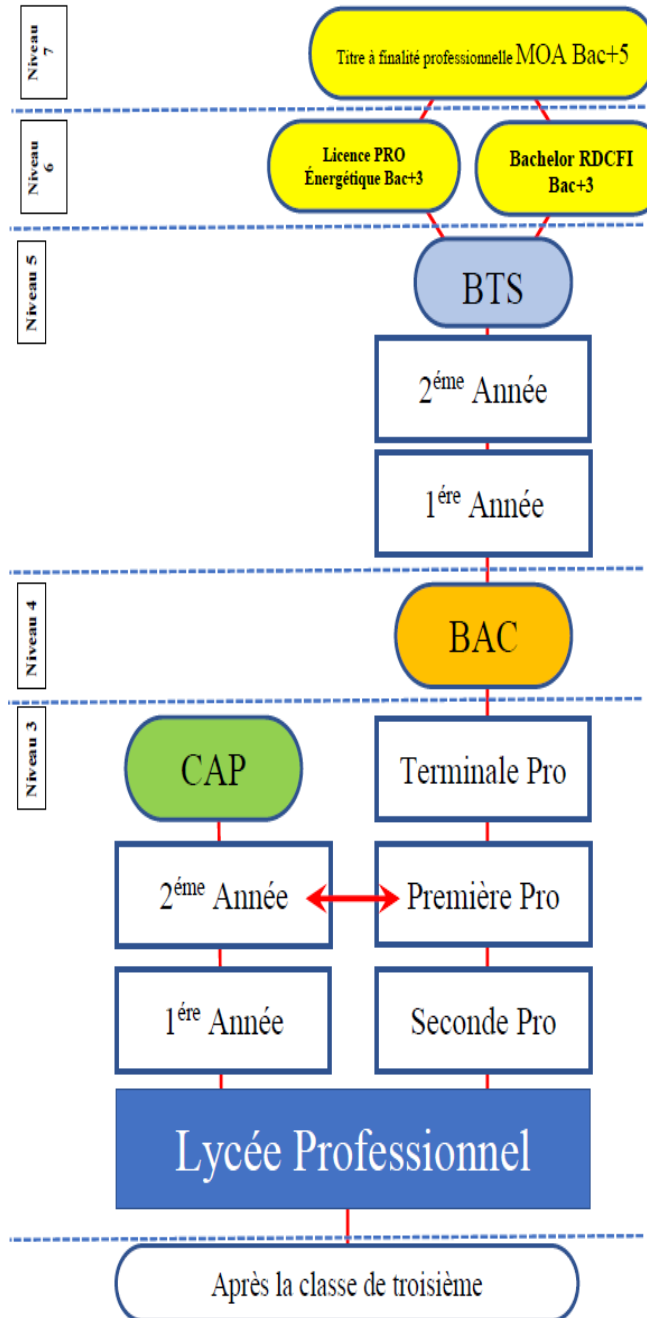 Niveau
7
Titre à finalité professionnelle MOA Bac+5
Niveau
6
Licence PRO
Énergétique Bac+3
Bachelor RDCFI
Bac+3
Niveau 5
BTS
2éme Année
1ére Année
Niveau 4
BAC
Niveau 3
CAP
Terminale Pro
2éme Année
Première Pro
1ére Année
Seconde Pro
Lycée Professionnel
Après la classe de troisième